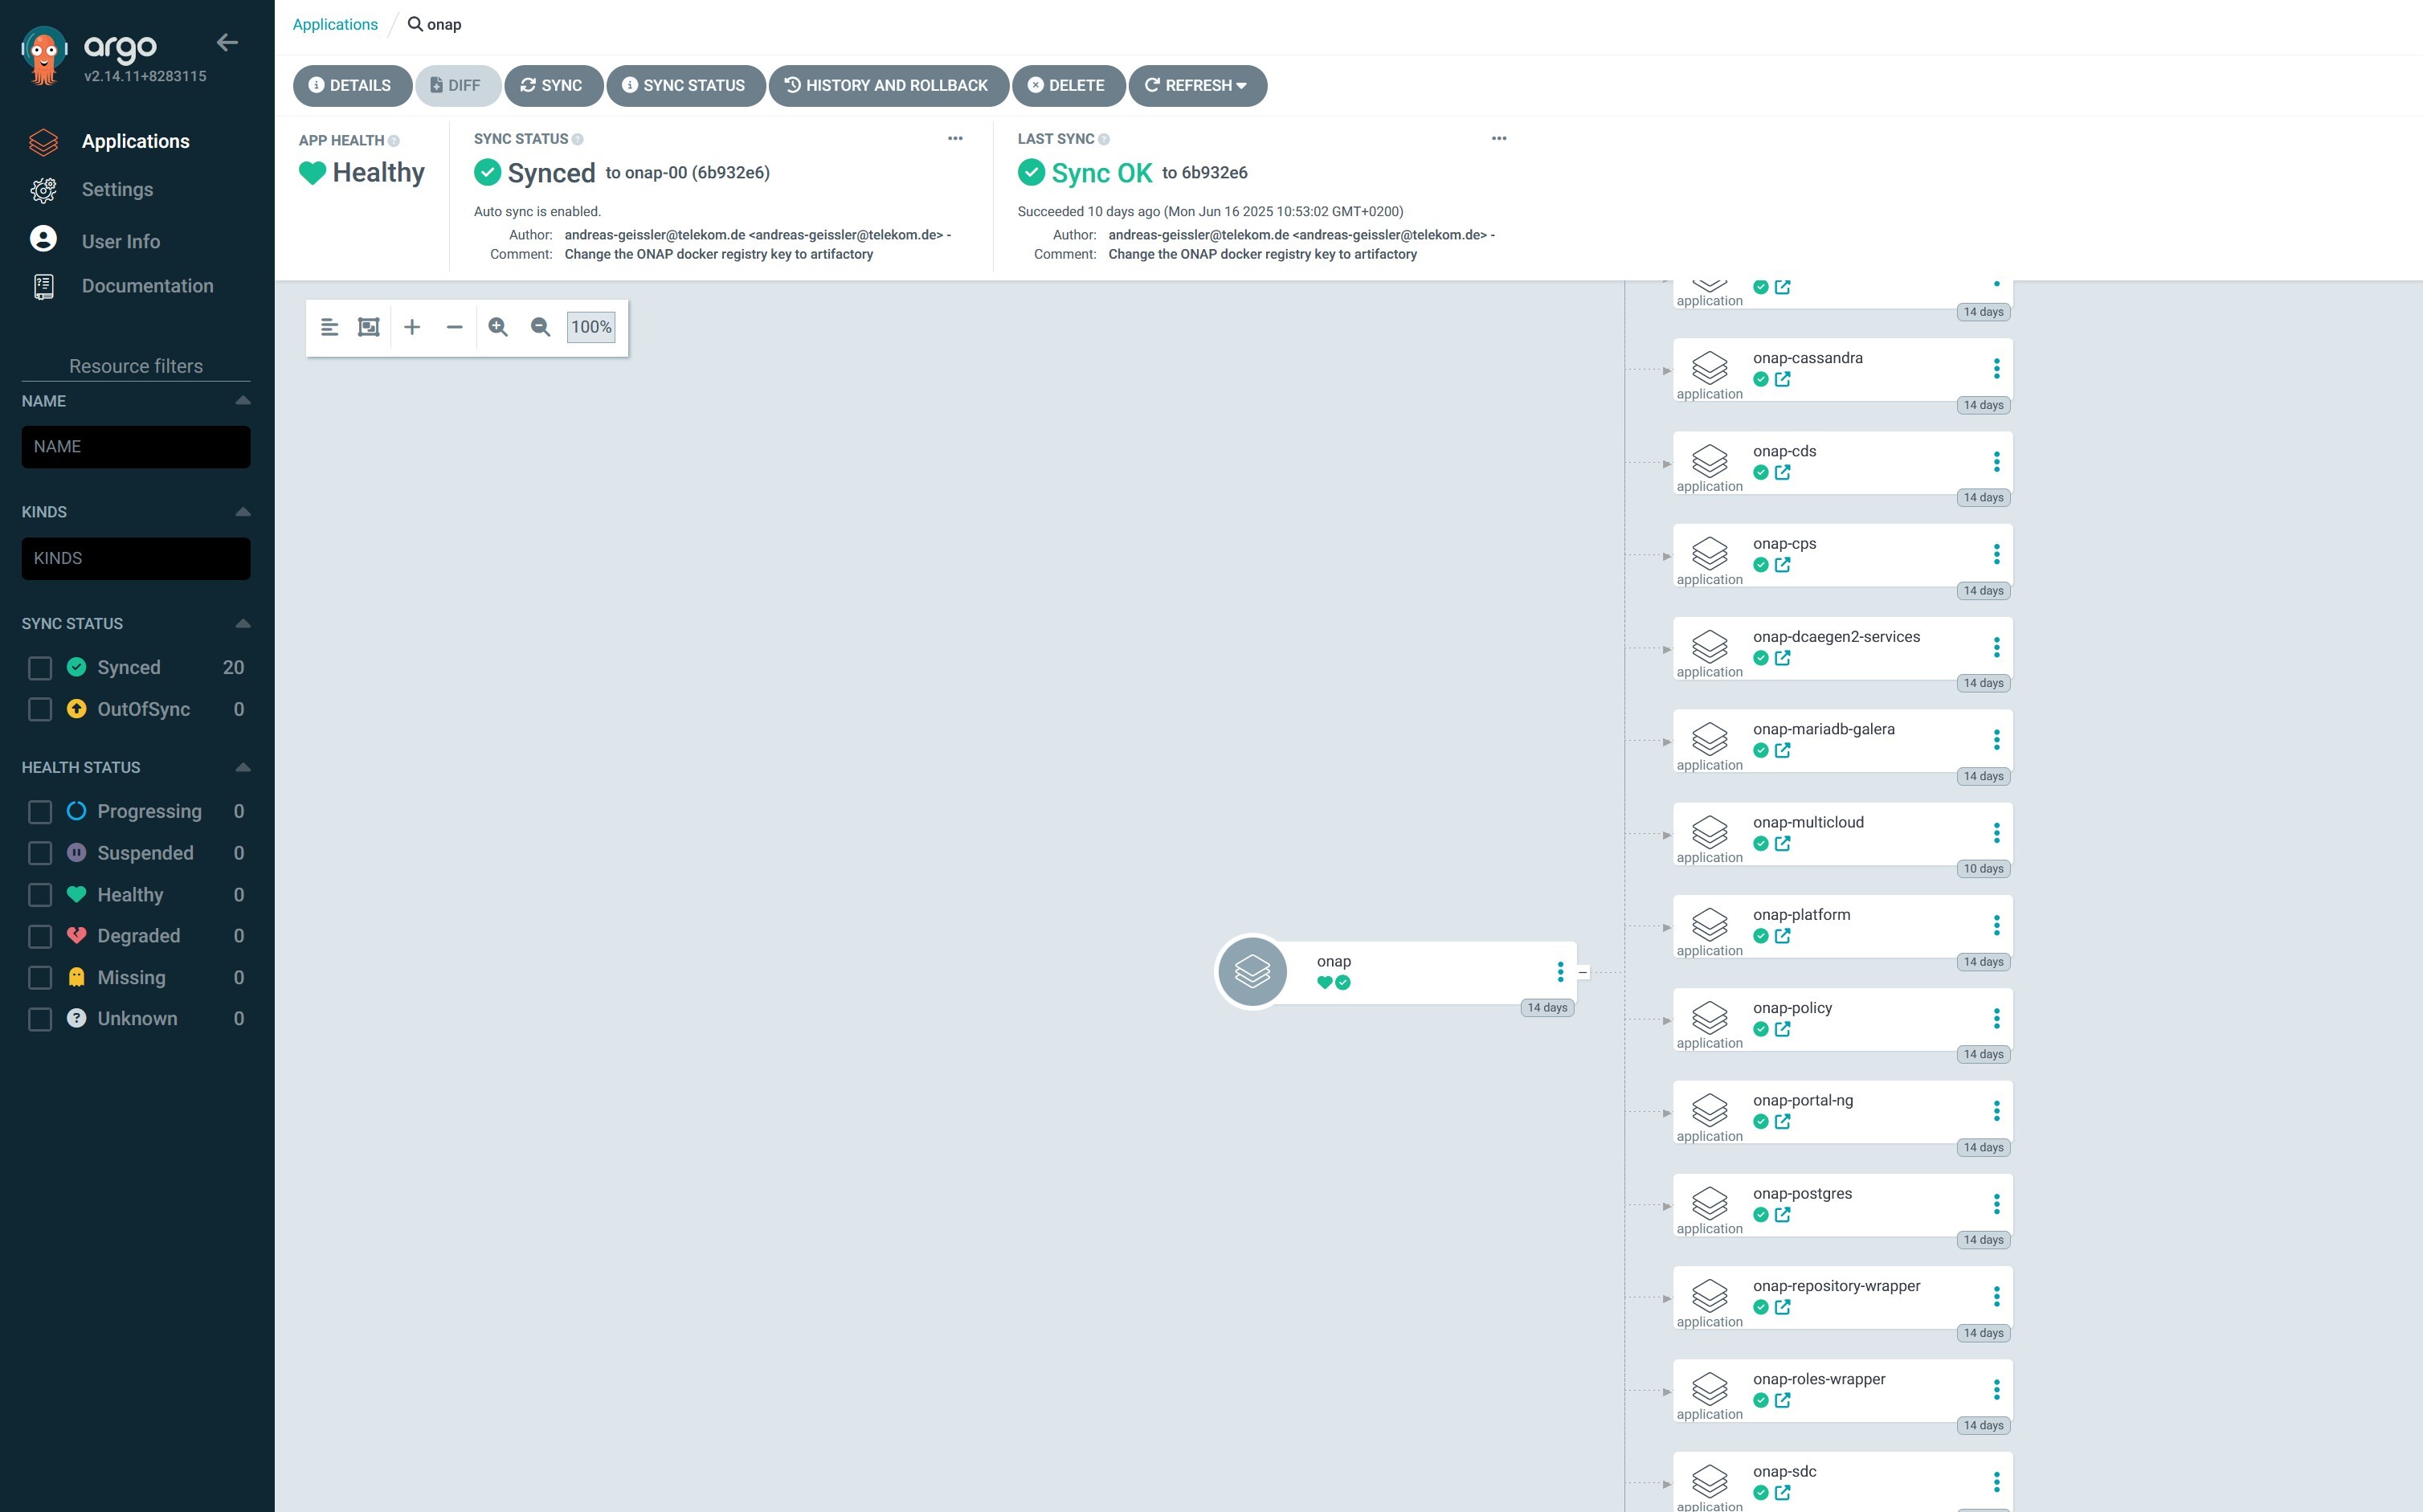 argo
v2.14.11+8283115
Applications
Settings
User Info
Documentation
Resource filters
NAME
NAME
KINDS
KINDS
SYNC STATUS
Synced 20
OutOfSync 0
HEALTH STATUS
Progressing 0
Suspended 0
Healthy 0
Degraded 0
Missing 0
Unknown 0
Applications / onap
DETAILS DIFF SYNC SYNC STATUS HISTORY AND ROLLBACK DELETE REFRESH
APP HEALTH
Healthy
SYNC STATUS
Synced to onap-00 (6b932e6)
Auto sync is enabled.
Author: andreas-geissler@telekom.de <andreas-geissler@telekom.de> -
Comment: Change the ONAP docker registry key to artifactory
LAST SYNC
Sync OK to 6b932e6
Succeeded 10 days ago (Mon Jun 16 2025 10:53:02 GMT+0200)
Author: andreas-geissler@telekom.de <andreas-geissler@telekom.de> -
Comment: Change the ONAP docker registry key to artifactory
100%
onap
14 days
application
14 days
onap-cassandra
application
14 days
onap-cds
application
14 days
onap-cps
application
14 days
onap-dcaegen2-services
application
14 days
onap-mariadb-galera
application
14 days
onap-multicloud
application
10 days
onap-platform
application
14 days
onap-policy
application
14 days
onap-portal-ng
application
14 days
onap-postgres
application
14 days
onap-repository-wrapper
application
14 days
onap-roles-wrapper
application
14 days
onap-sdc
application